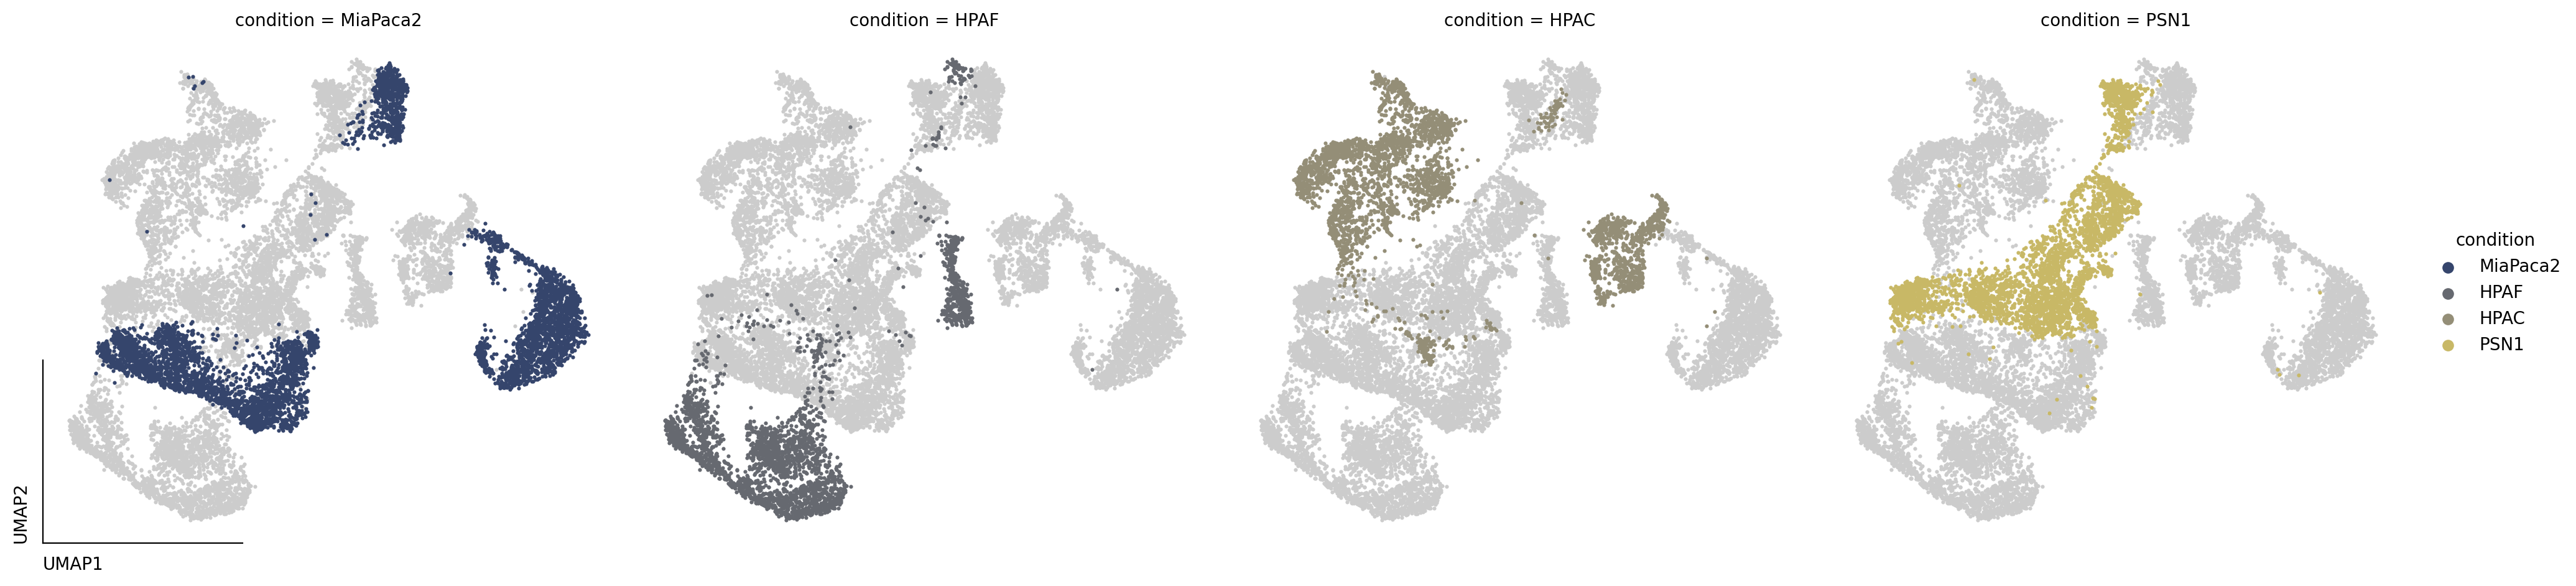 condition = MiaPaca2
condition = HPAF
condition = HPAC
condition = PSN1
condition
MiaPaca2
HPAF
HPAC
PSN1
UMAP2
UMAP1